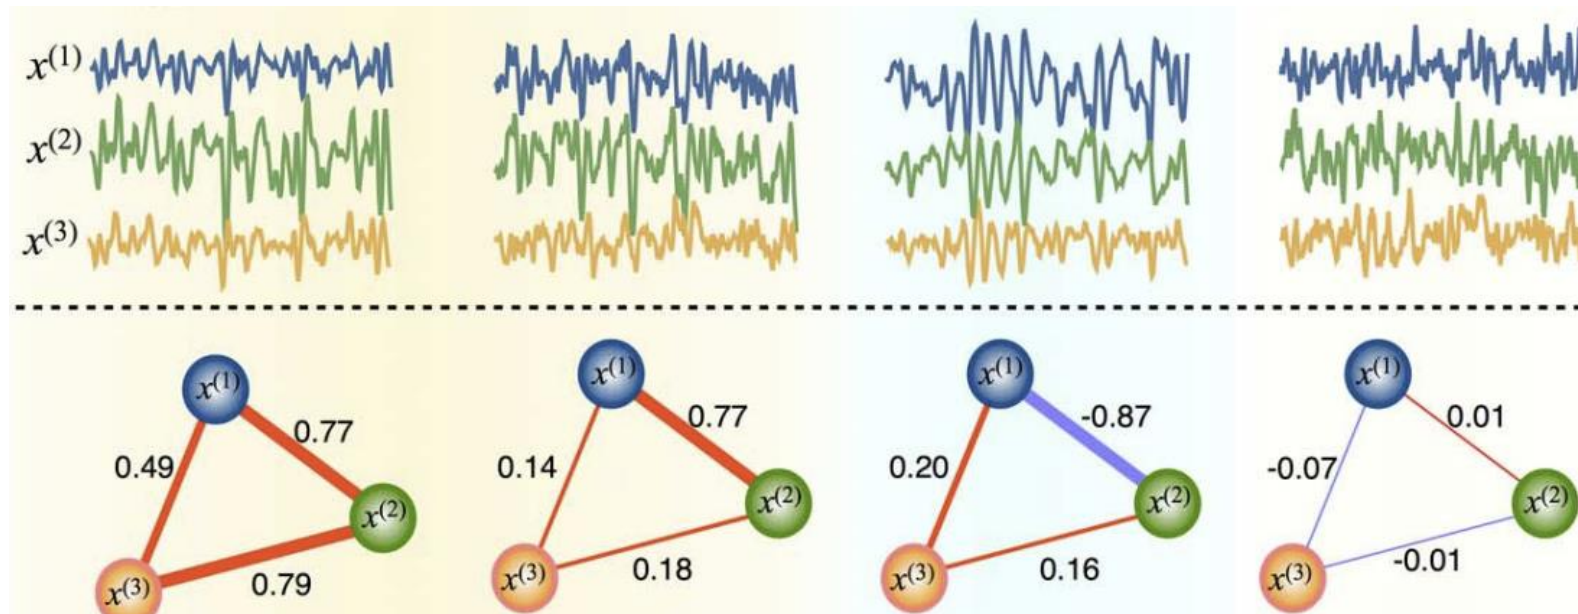 x(1)
x(2)
x(3)
x(1) x(1) x(1) x(1)
0.77 0.77 -0.87 0.01
0.49 0.14 0.20 -0.07
x(2) x(2) x(2) x(2)
x(3) x(3) x(3) x(3)
0.79 0.18 0.16 -0.01